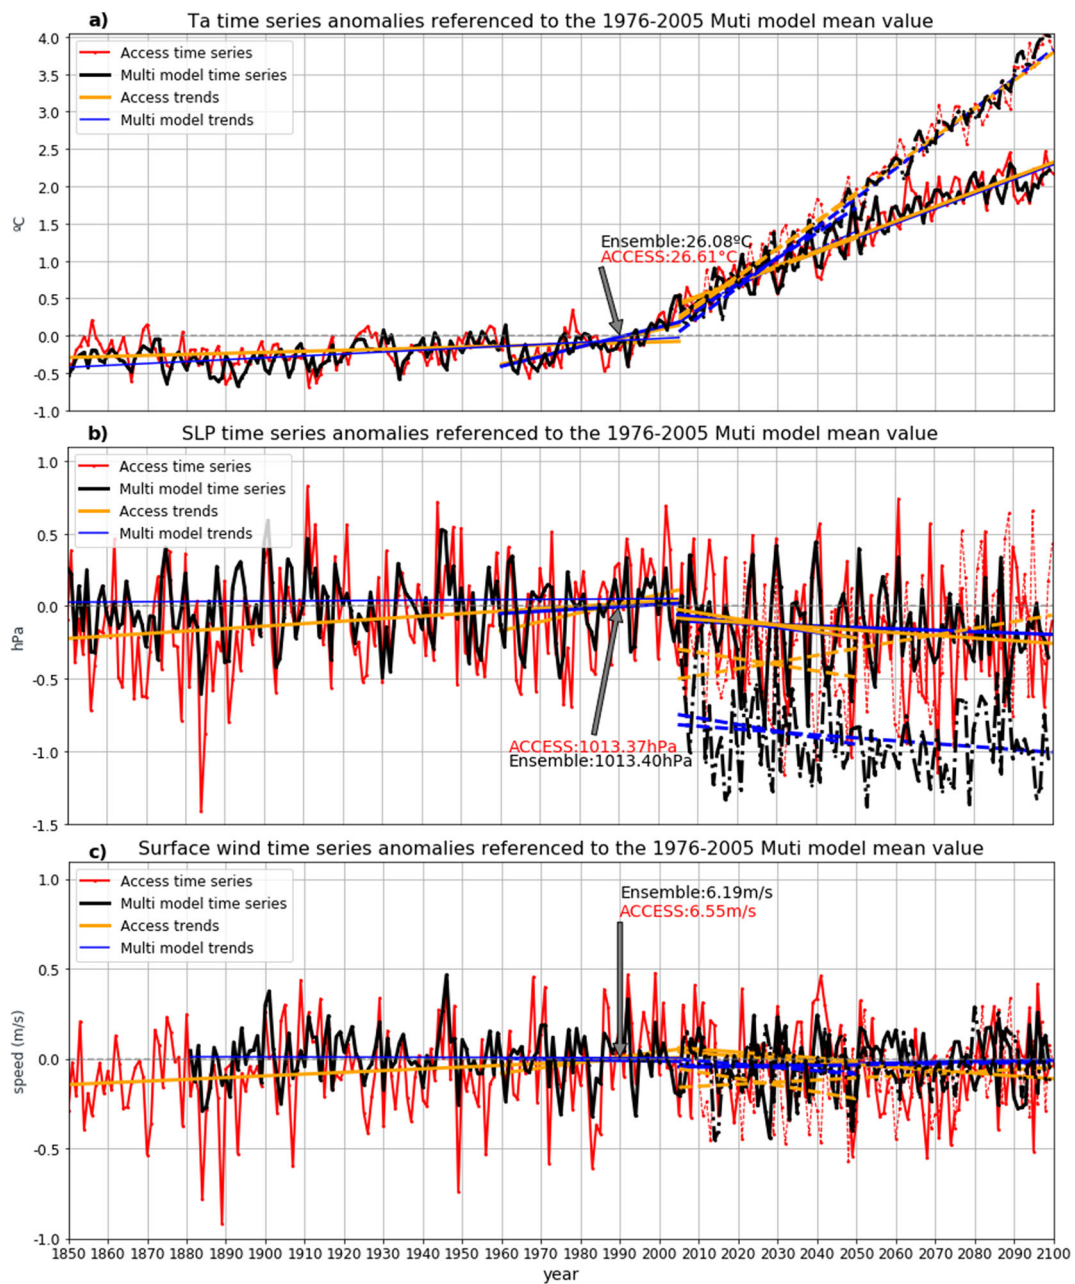 a) Ta time series anomalies referenced to the 1976-2005 Muti model mean value
4.0
3.5
3.0
2.5
2.0
1.5
1.0
0.5
0.0
-0.5
-1.0
ºC
Access time series
Multi model time series
Access trends
Multi model trends
Ensemble:26.08ºC
ACCESS:26.61°C
b) SLP time series anomalies referenced to the 1976-2005 Muti model mean value
1.0
0.5
0.0
-0.5
-1.0
-1.5
hPa
Access time series
Multi model time series
Access trends
Multi model trends
ACCESS:1013.37hPa
Ensemble:1013.40hPa
c) Surface wind time series anomalies referenced to the 1976-2005 Muti model mean value
1.0
0.5
0.0
-0.5
-1.0
speed (m/s)
Access time series
Multi model time series
Access trends
Multi model trends
Ensemble:6.19m/s
ACCESS:6.55m/s
1850 1860 1870 1880 1890 1900 1910 1920 1930 1940 1950 1960 1970 1980 1990 2000 2010 2020 2030 2040 2050 2060 2070 2080 2090 2100
year